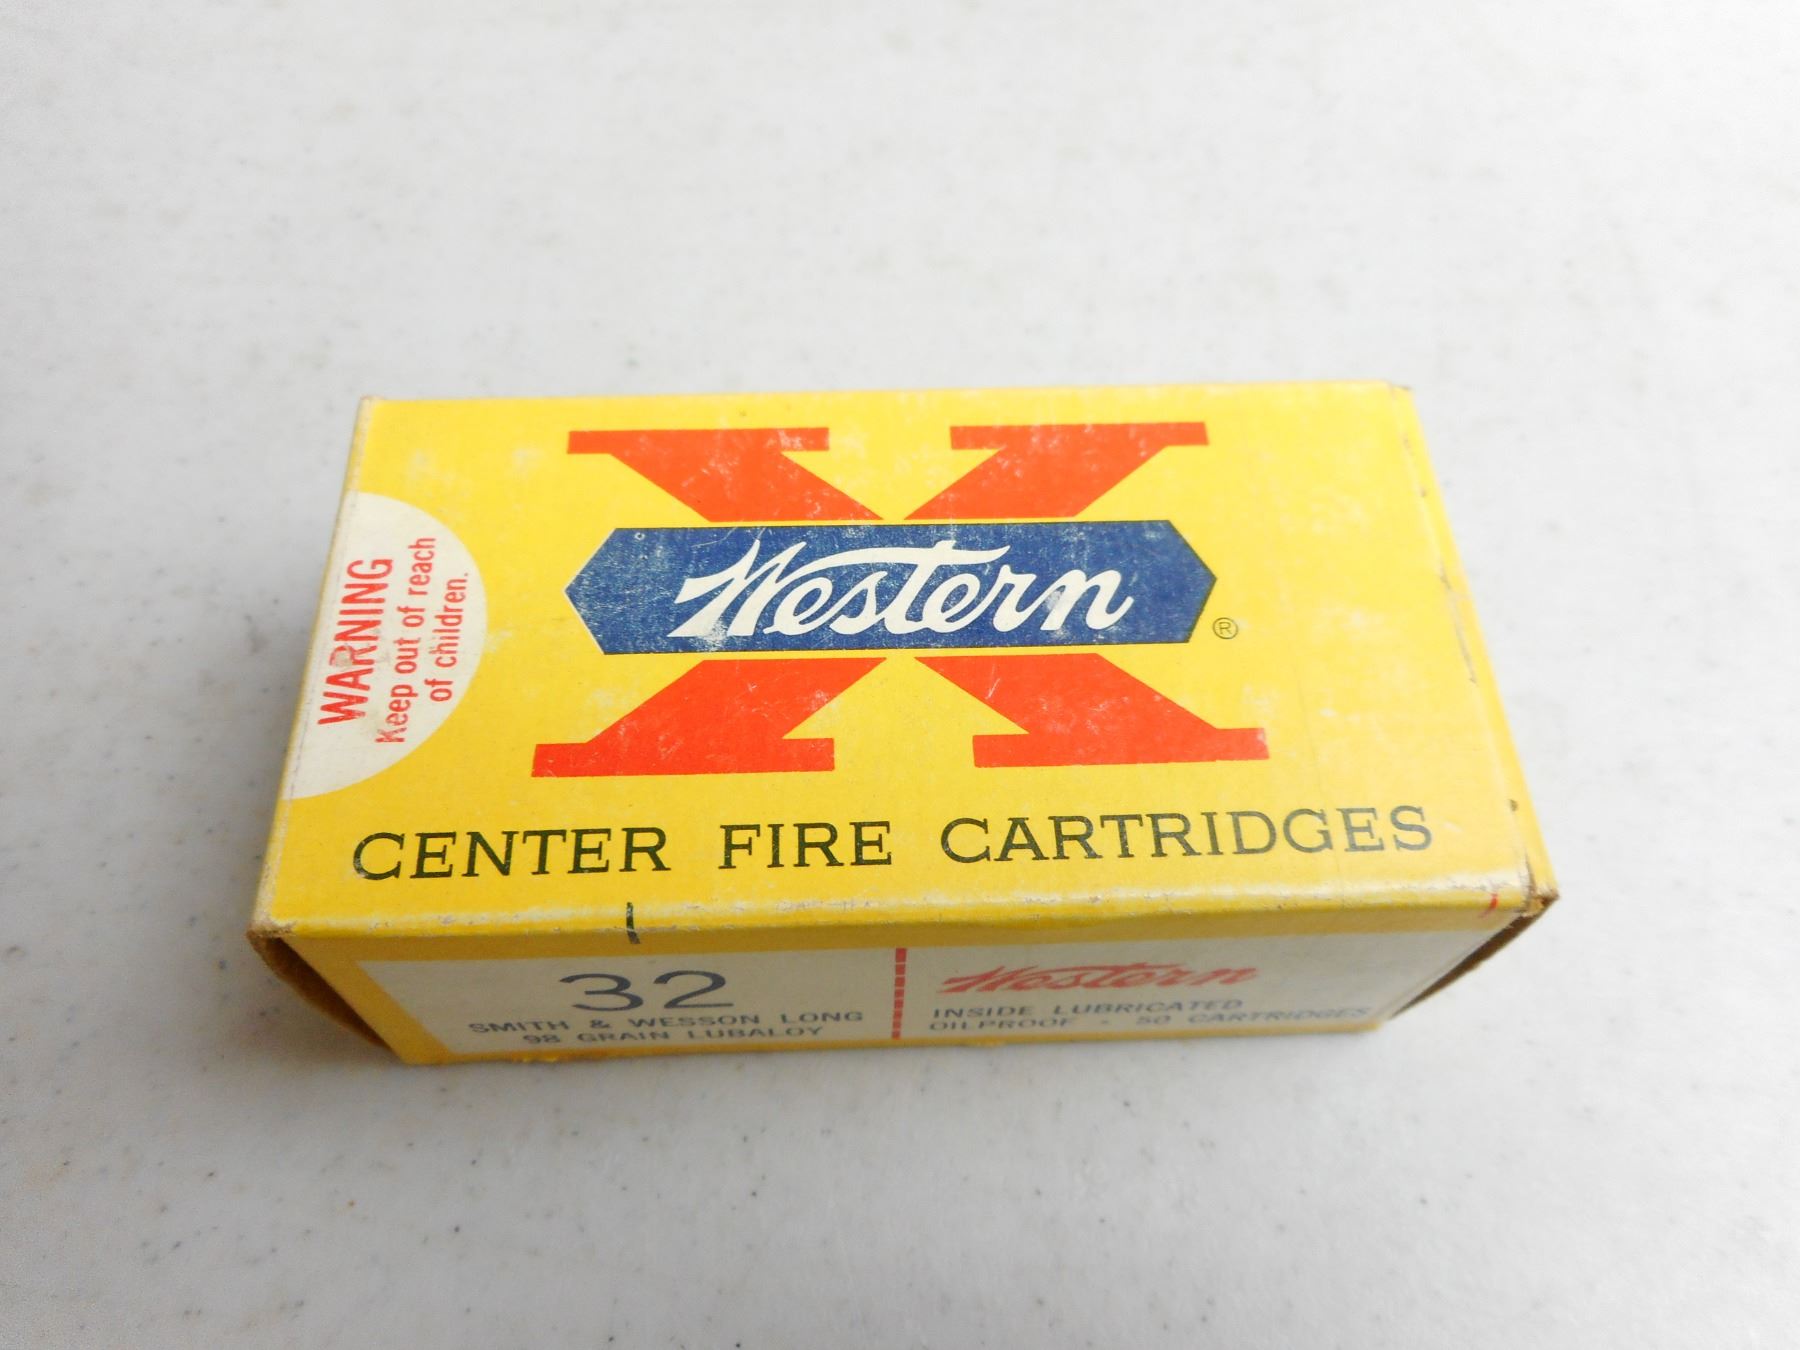 X
Western
®
CENTER FIRE CARTRIDGES
WARNING
Keep out of reach
of children.
32
SMITH & WESSON LONG
98 GRAIN LUBALOY
Western
INSIDE LUBRICATED
OILPROOF - 50 CARTRIDGES